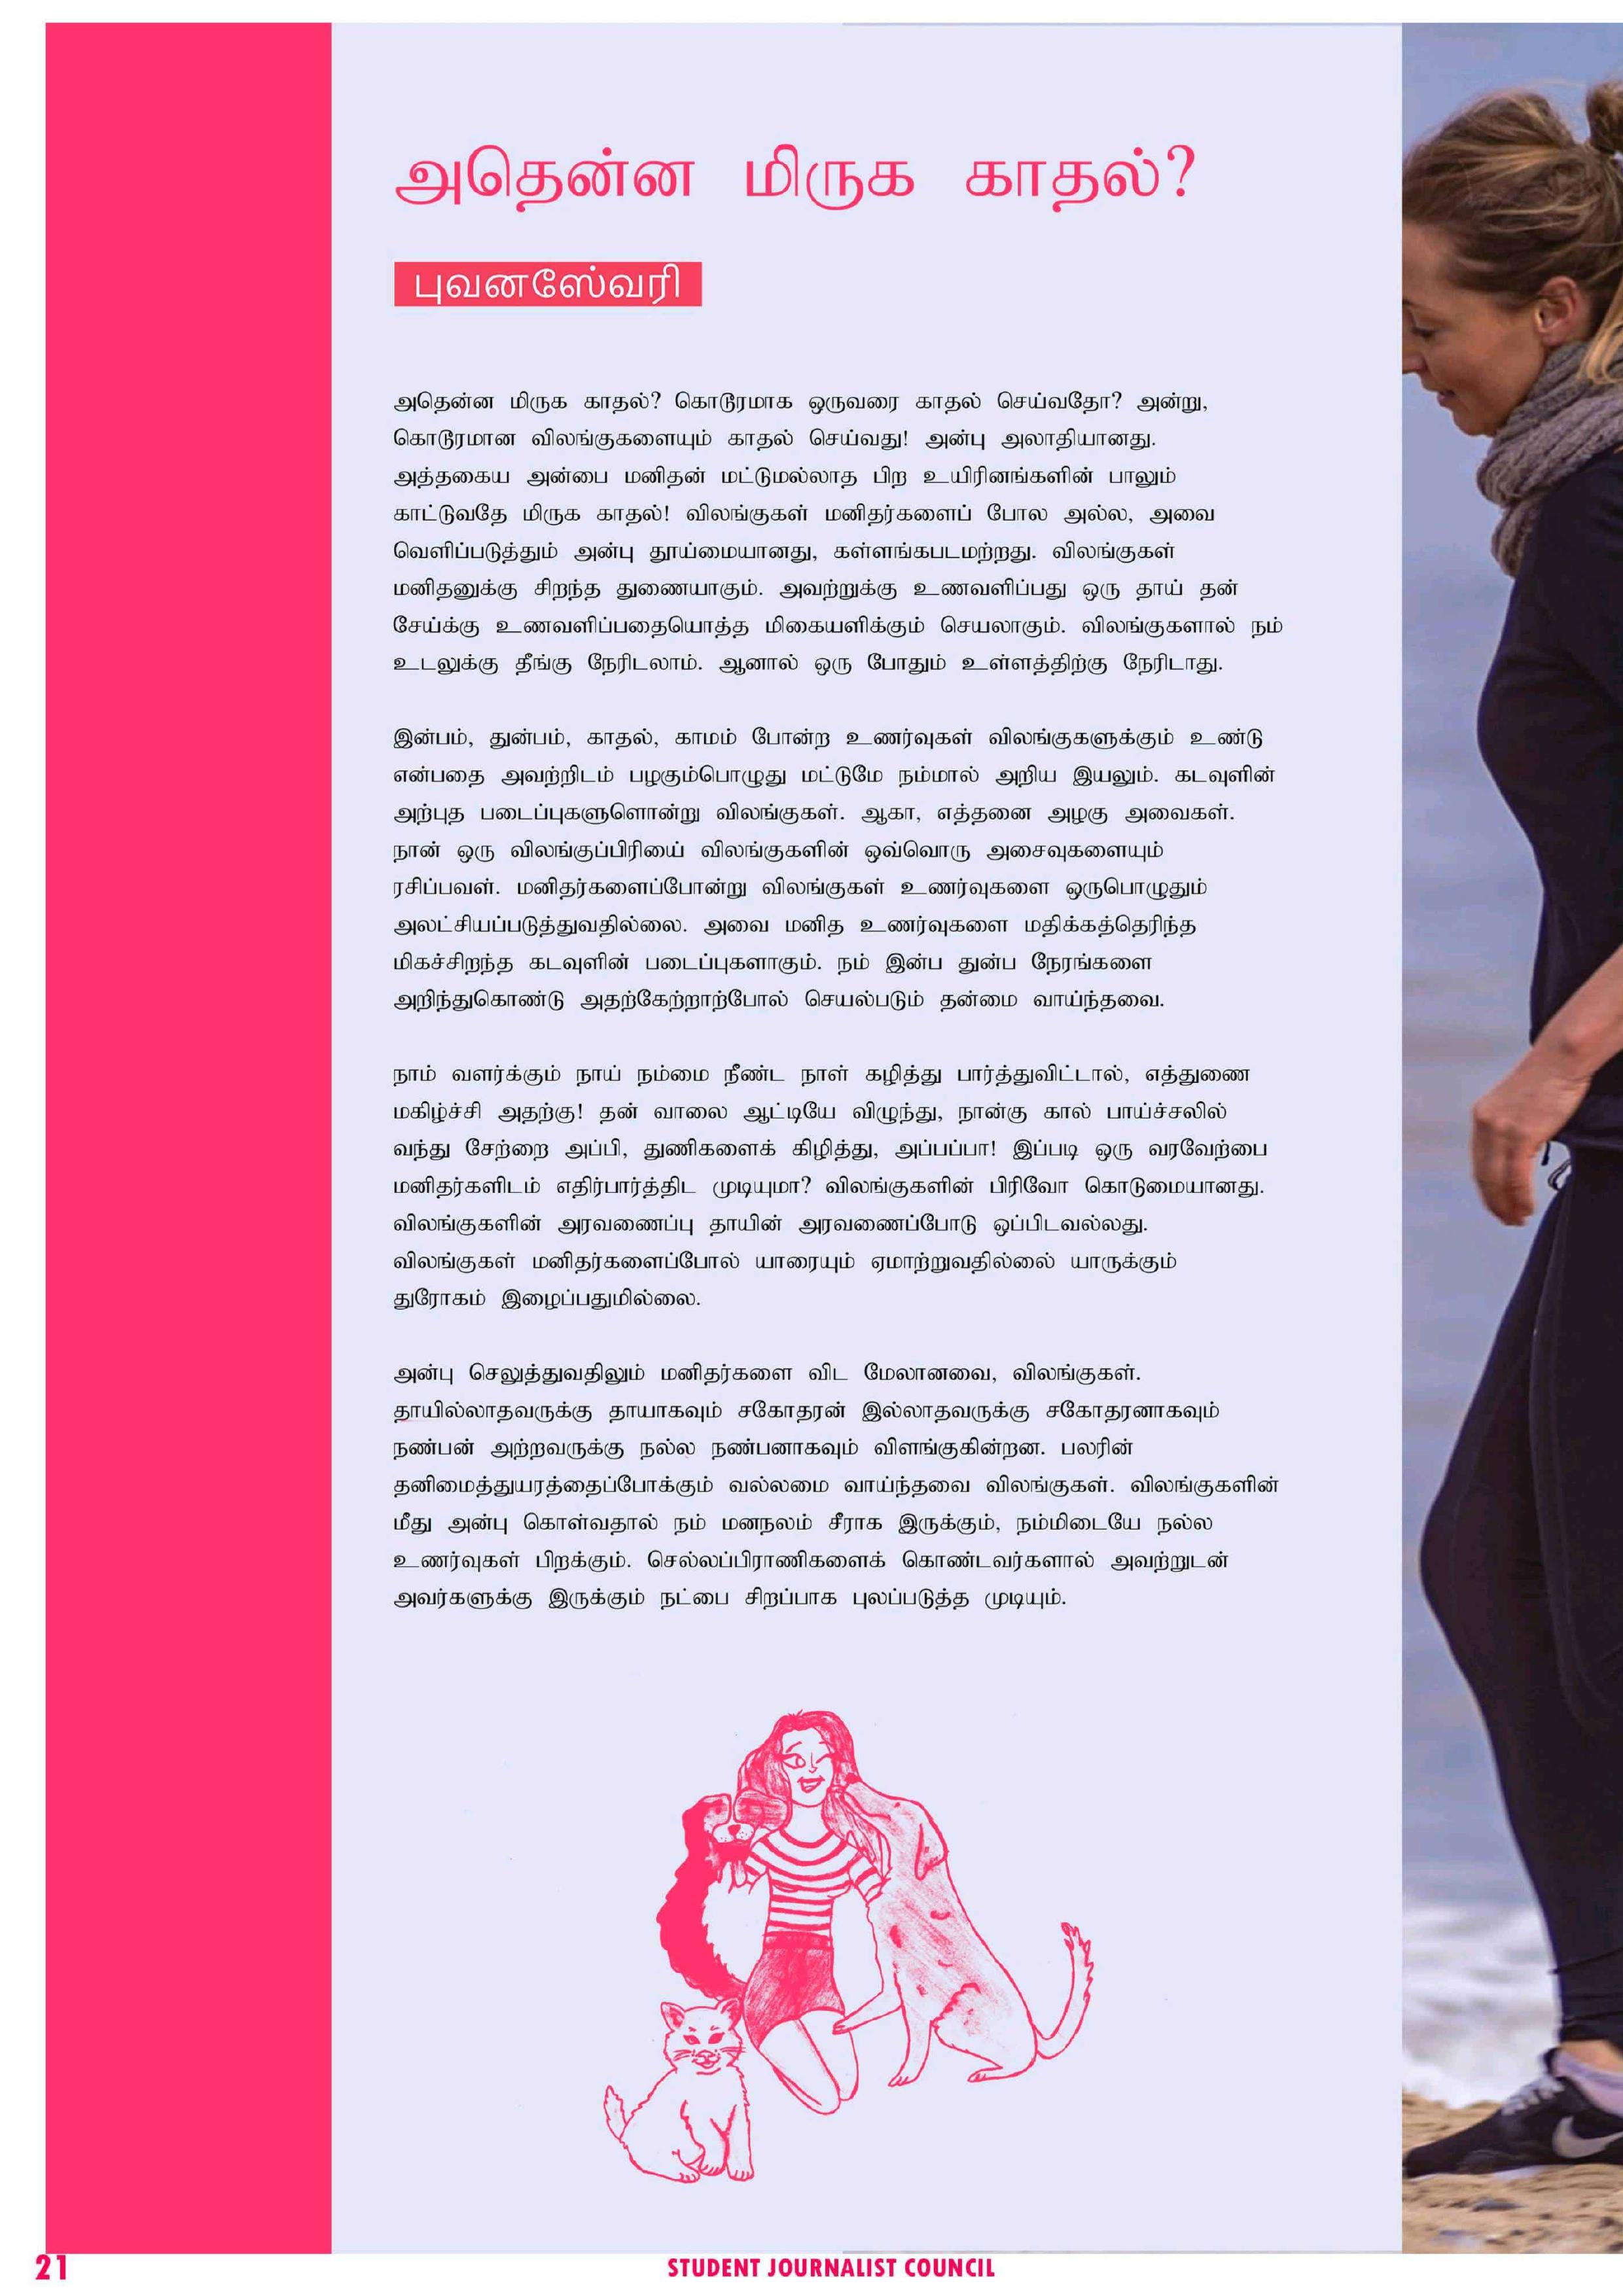 அதென்ன மிருக காதல்?
புவனஸே்வரி
அதென்ன மிருக காதல்? கொடூரமாக ஒருவரை காதல் செய்வதோ? அன்று,
கொடூரமான விலங்குகளையும் காதல் செய்வது! அன்பு அலாதியானது.
அத்தகைய அன்பை மனிதன் மட்டுமல்லாத பிற உயிரினங்களின் பாலும்
காட்டுவதே மிருக காதல்! விலங்குகள் மனிதர்களைப் போல அல்ல, அவை
வெளிப்படுத்தும் அன்பு தூய்மையானது, கள்ளங்கபடமற்றது. விலங்குகள்
மனிதனுக்கு சிறந்த துணையாகும். அவற்றுக்கு உணவளிப்பது ஒரு தாய் தன்
சேய்க்கு உணவளிப்பதையொத்த மிகையளிக்கும் செயலாகும். விலங்குகளால் நம்
உடலுக்கு தீங்கு நேரிடலாம். ஆனால் ஒரு போதும் உள்ளத்திற்கு நேரிடாது.
இன்பம், துன்பம், காதல், காமம் போன்ற உணர்வுகள் விலங்குகளுக்கும் உண்டு
என்பதை அவற்றிடம் பழகும்பொழுது மட்டுமே நம்மால் அறிய இயலும். கடவுளின்
அற்புத படைப்புகளுளொன்று விலங்குகள். ஆகா, எத்தனை அழகு அவைகள்.
நான் ஒரு விலங்குப்பிரியை் விலங்குகளின் ஒவ்வொரு அசைவுகளையும்
ரசிப்பவள். மனிதர்களைப்போன்று விலங்குகள் உணர்வுகளை ஒருபொழுதும்
அலட்சியப்படுத்துவதில்லை. அவை மனித உணர்வுகளை மதிக்கத்தெரிந்த
மிகச்சிறந்த கடவுளின் படைப்புகளாகும். நம் இன்ப துன்ப நேரங்களை
அறிந்துகொண்டு அதற்கேற்றாற்போல் செயல்படும் தன்மை வாய்ந்தவை.
நாம் வளர்க்கும் நாய் நம்மை நீண்ட நாள் கழித்து பார்த்துவிட்டால், எத்துணை
மகிழ்ச்சி அதற்கு! தன் வாலை ஆட்டியே விழுந்து, நான்கு கால் பாய்ச்சலில்
வந்து சேற்றை அப்பி, துணிகளைக் கிழித்து, அப்பப்பா! இப்படி ஒரு வரவேற்பை
மனிதர்களிடம் எதிர்பார்த்திட முடியுமா? விலங்குகளின் பிரிவோ கொடுமையானது.
விலங்குகளின் அரவணைப்பு தாயின் அரவணைப்போடு ஒப்பிடவல்லது.
விலங்குகள் மனிதர்களைப்போல் யாரையும் ஏமாற்றுவதில்லை் யாருக்கும்
துரோகம் இழைப்பதுமில்லை.
அன்பு செலுத்துவதிலும் மனிதர்களை விட மேலானவை, விலங்குகள்.
தாயில்லாதவருக்கு தாயாகவும் சகோதரன் இல்லாதவருக்கு சகோதரனாகவும்
நண்பன் அற்றவருக்கு நல்ல நண்பனாகவும் விளங்குகின்றன. பலரின்
தனிமைத்துயரத்தைப்போக்கும் வல்லமை வாய்ந்தவை விலங்குகள். விலங்குகளின்
மீது அன்பு கொள்வதால் நம் மனநலம் சீராக இருக்கும், நம்மிடையே நல்ல
உணர்வுகள் பிறக்கும். செல்லப்பிராணிகளைக் கொண்டவர்களால் அவற்றுடன்
அவர்களுக்கு இருக்கும் நட்பை சிறப்பாக புலப்படுத்த முடியும்.
21
STUDENT JOURNALIST COUNCIL